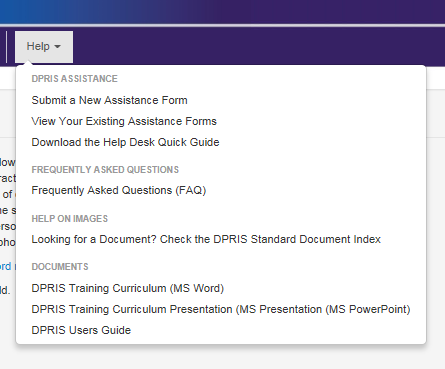 Help
DPRIS ASSISTANCE
Submit a New Assistance Form
View Your Existing Assistance Forms
Download the Help Desk Quick Guide
FREQUENTLY ASKED QUESTIONS
Frequently Asked Questions (FAQ)
HELP ON IMAGES
Looking for a Document? Check the DPRIS Standard Document Index
DOCUMENTS
DPRIS Training Curriculum (MS Word)
DPRIS Training Curriculum Presentation (MS Presentation (MS PowerPoint)
DPRIS Users Guide